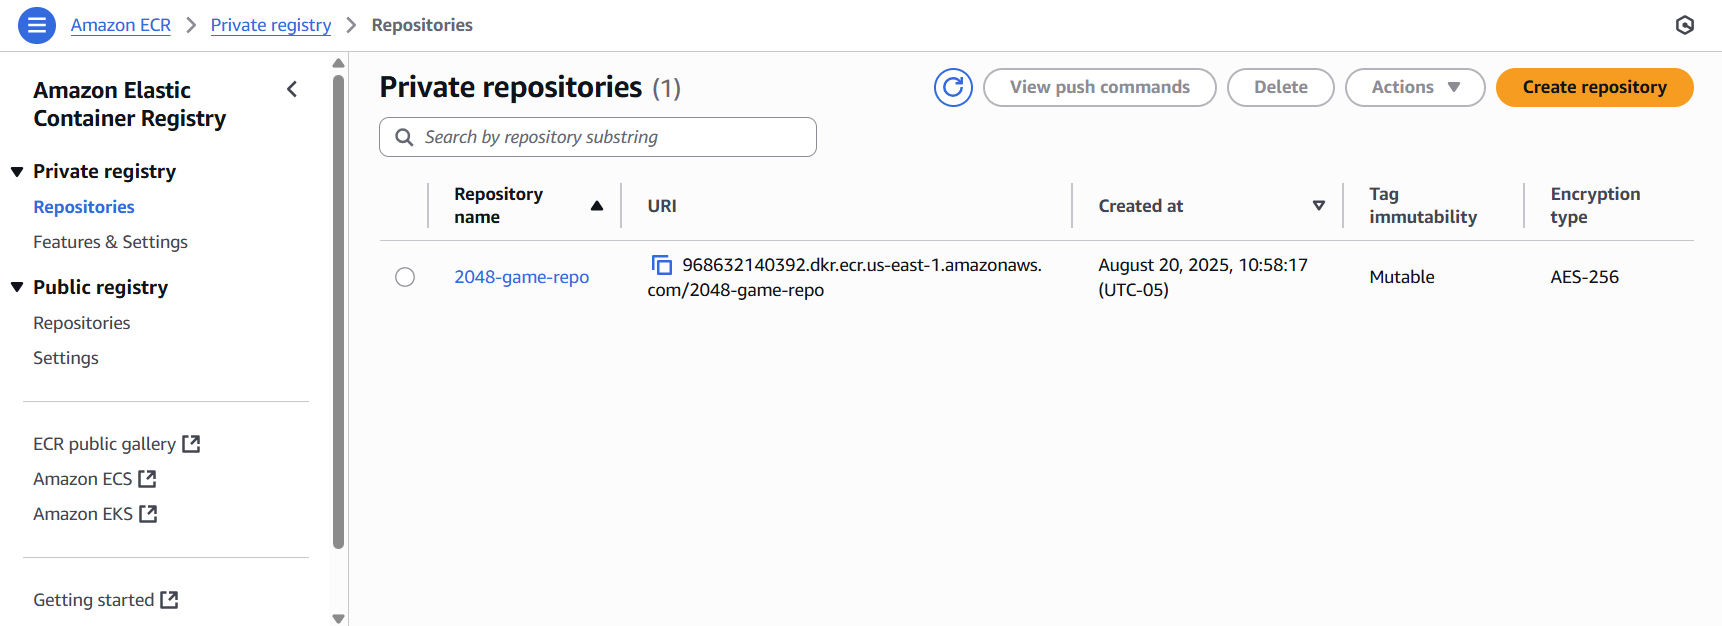 Amazon ECR > Private registry > Repositories
Amazon Elastic
Container Registry
Private registry
Repositories
Features & Settings
Public registry
Repositories
Settings
ECR public gallery
Amazon ECS
Amazon EKS
Getting started
Private repositories (1)
View push commands
Delete
Actions
Create repository
Search by repository substring
Repository
name
URI
Created at
Tag
immutability
Encryption
type
2048-game-repo
968632140392.dkr.ecr.us-east-1.amazonaws.
com/2048-game-repo
August 20, 2025, 10:58:17
(UTC-05)
Mutable
AES-256